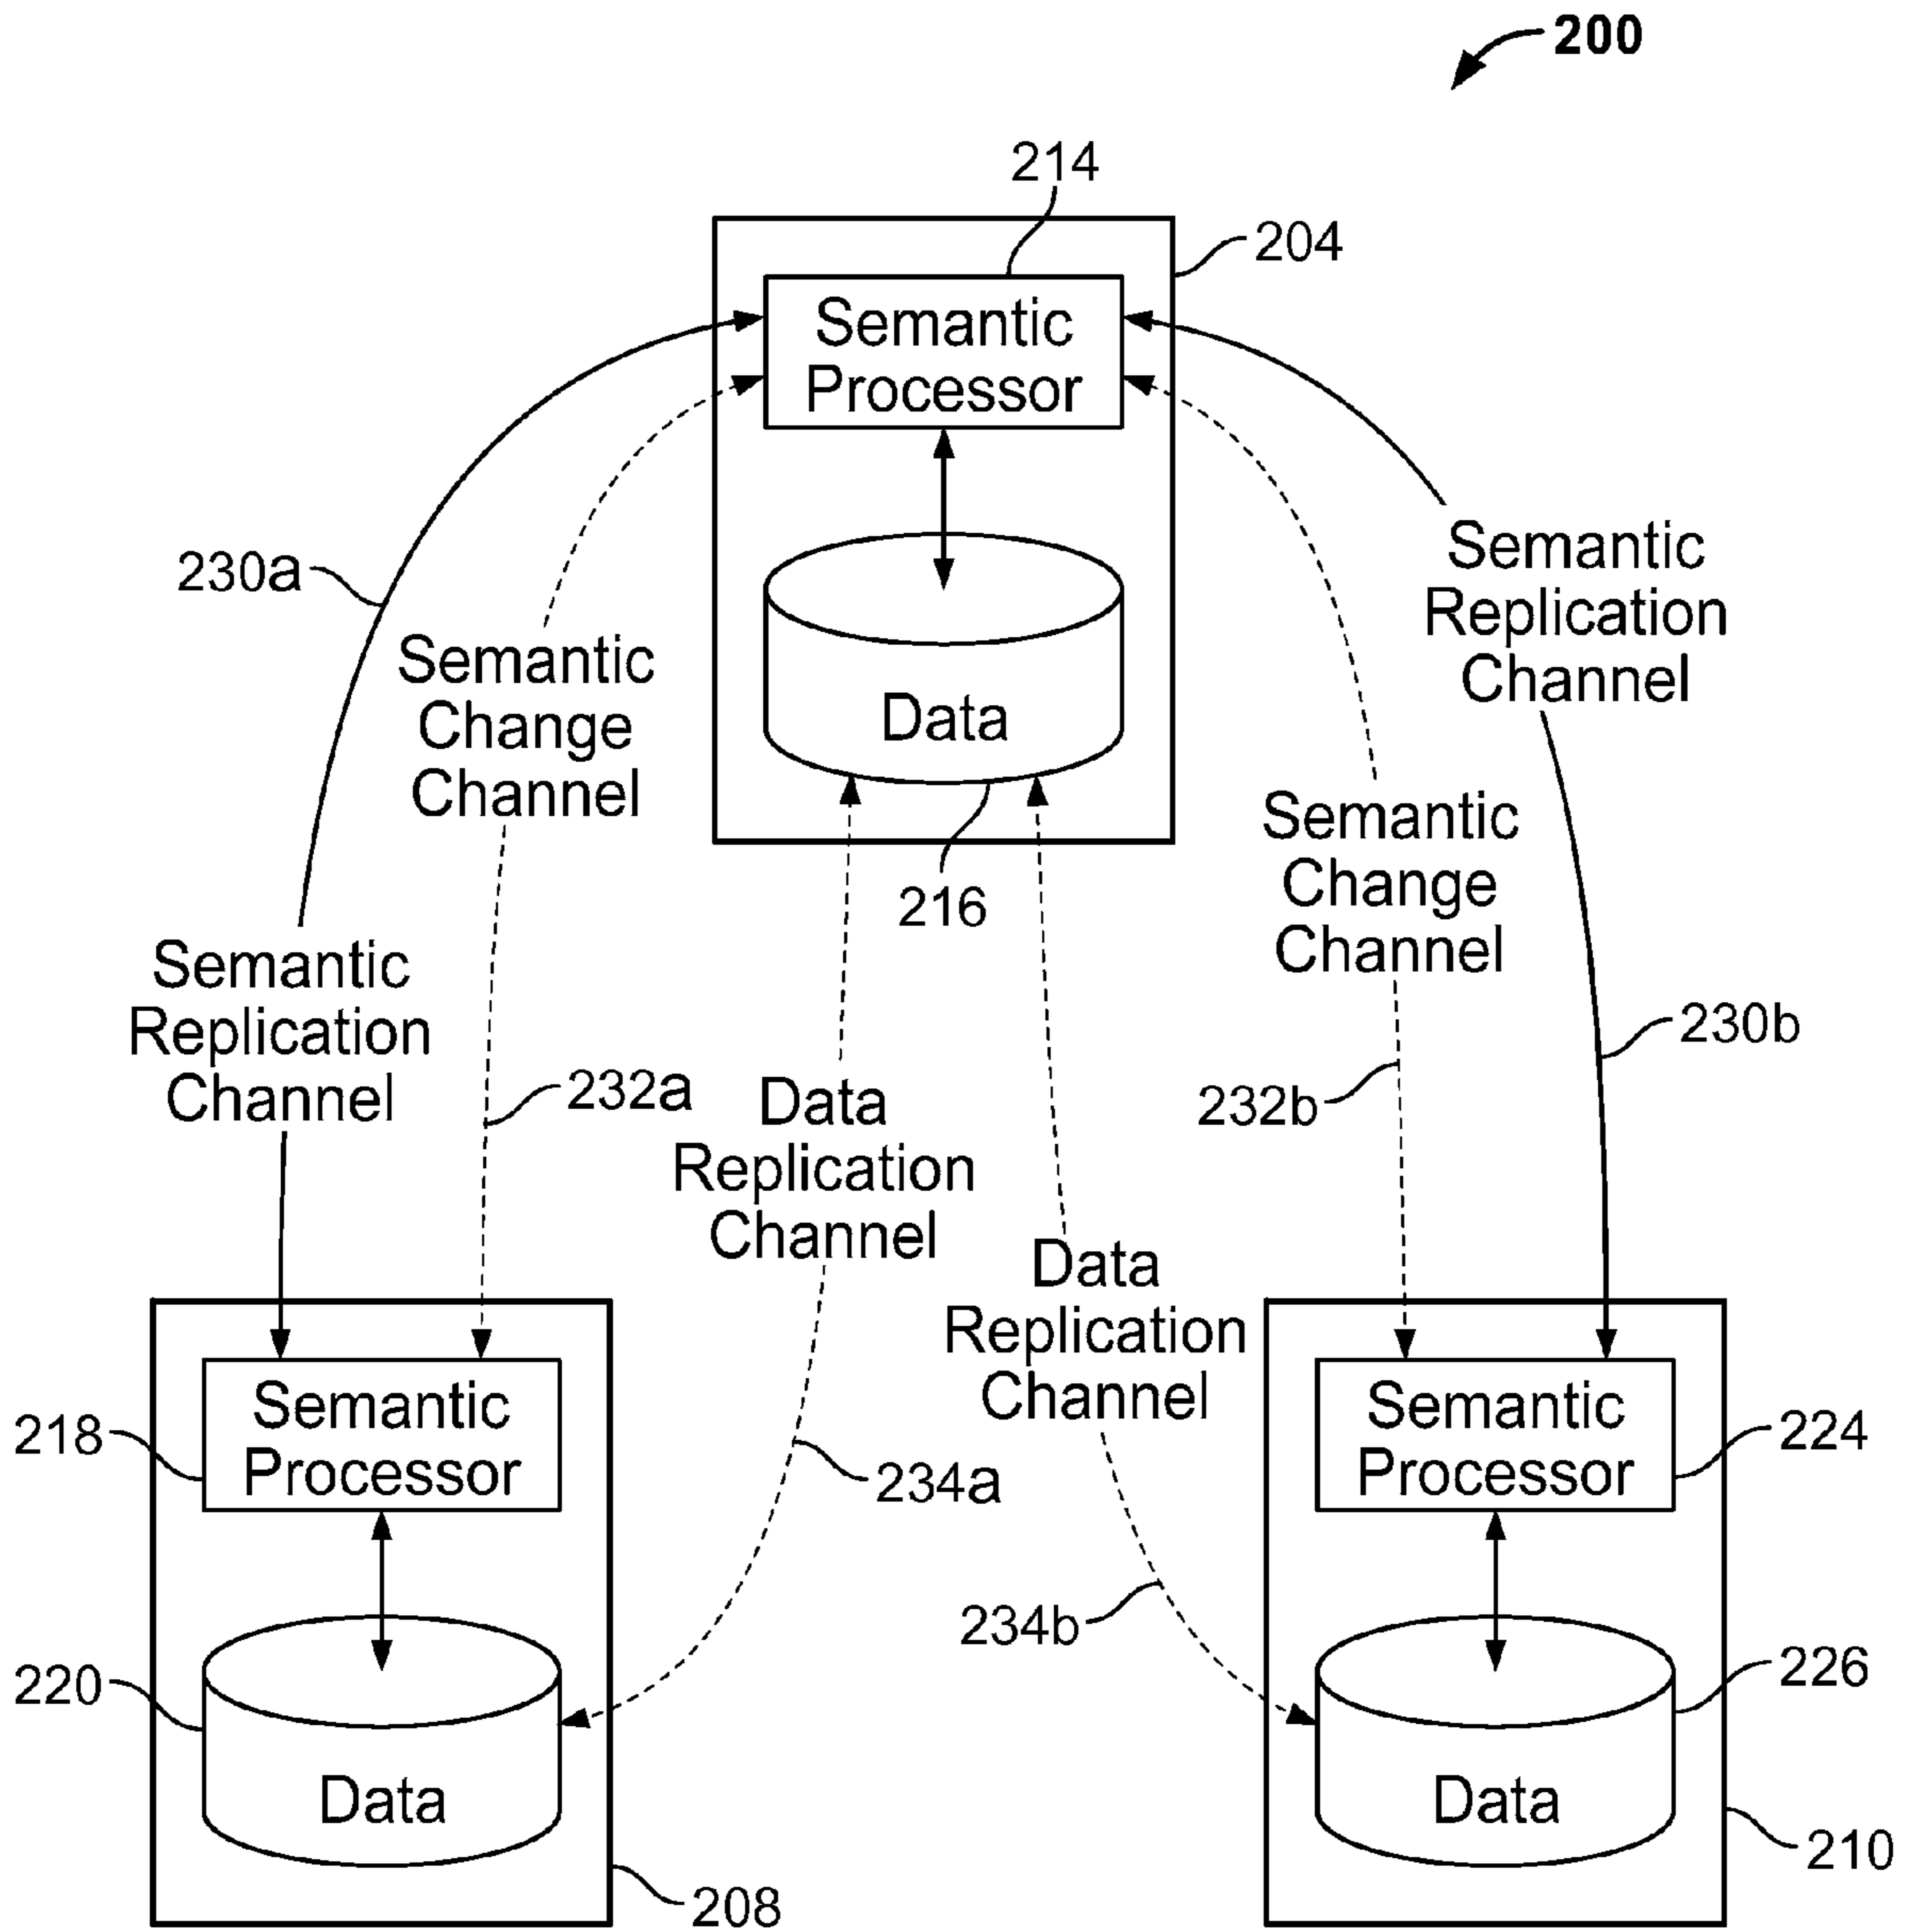 200
214
204
Semantic
Processor
230a
Semantic
Replication
Channel
Semantic
Change
Channel
Data
Semantic
Change
Channel
216
Semantic
Replication
Channel
230b
232a
Data
Replication
Channel
232b
Data
Replication
Channel
218
Semantic
Processor
234a
Semantic
Processor
224
234b
220
226
Data
Data
208
210